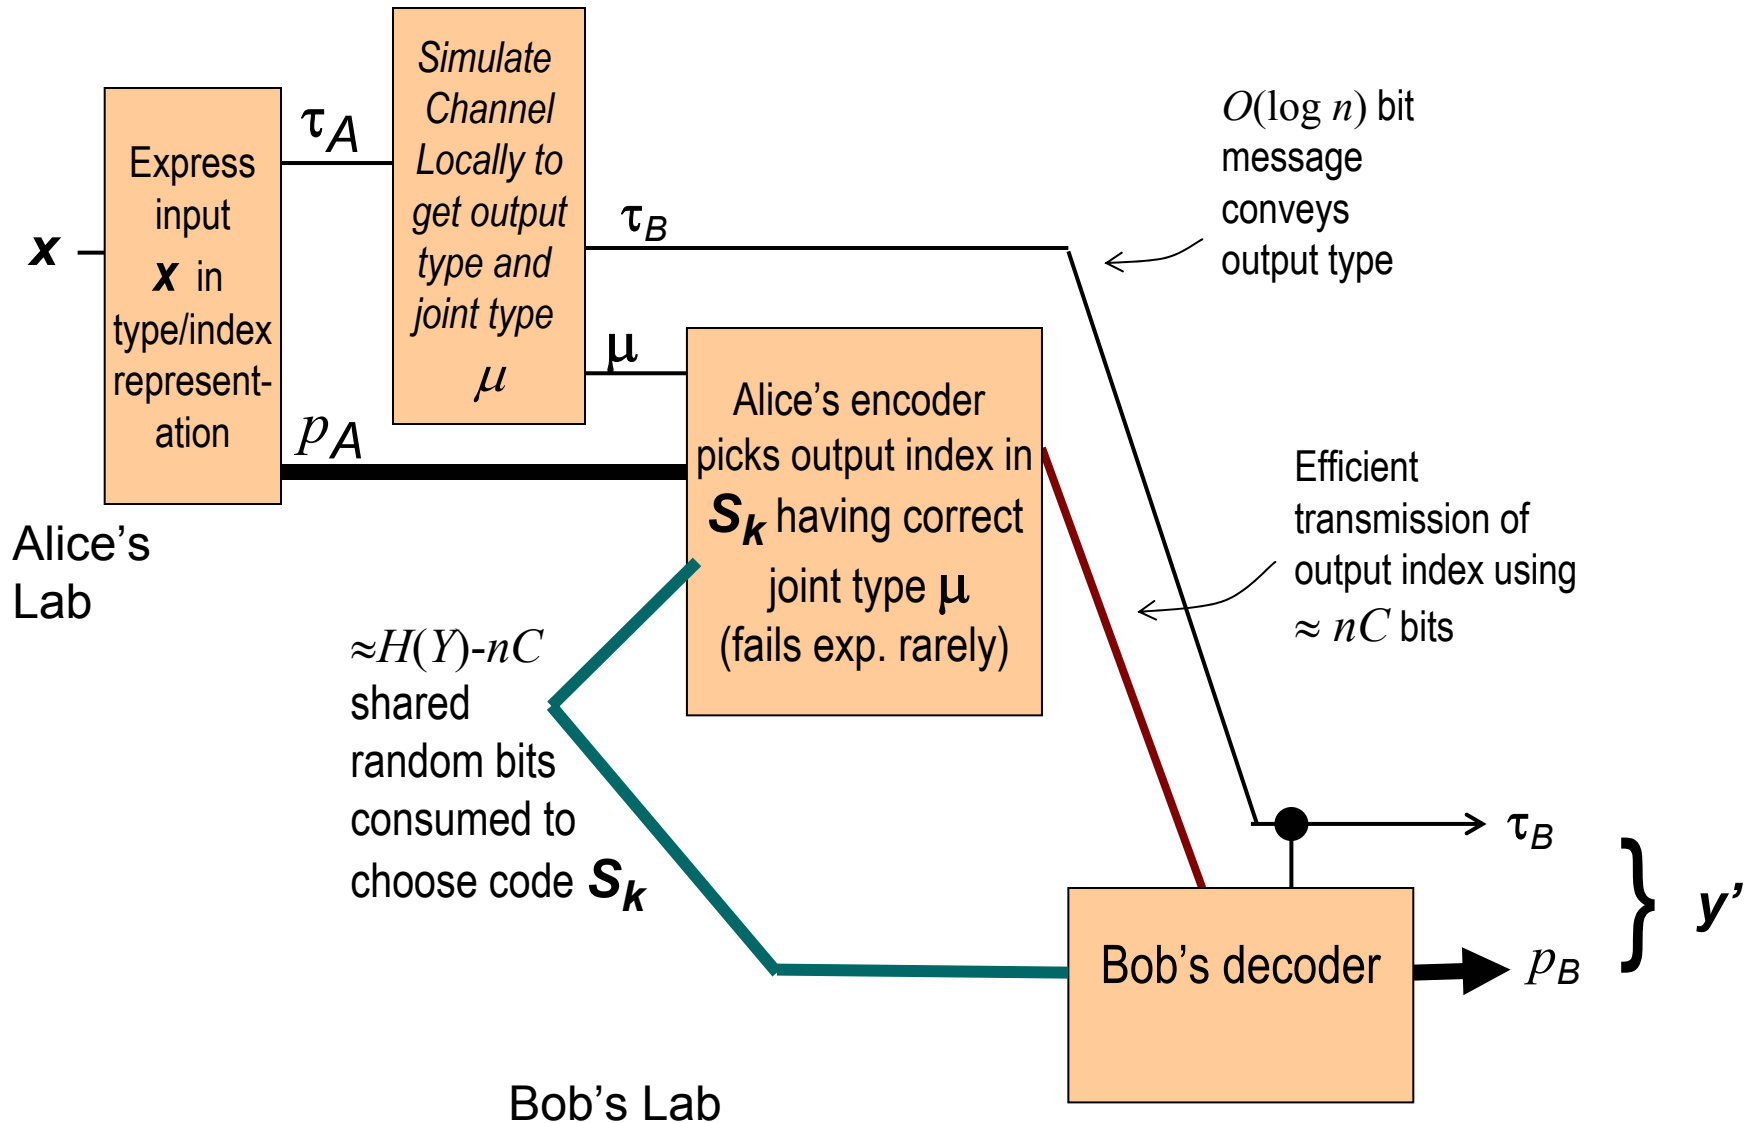 x
Express
input
x in
type/index
represent-
ation
τA
pA
Simulate
Channel
Locally to
get output
type and
joint type
μ
τB
μ
O(log n) bit
message
conveys
output type
Alice’s encoder
picks output index in
Sk having correct
joint type μ
(fails exp. rarely)
Efficient
transmission of
output index using
≈ nC bits
Alice’s
Lab
≈H(Y)-nC
shared
random bits
consumed to
choose code Sk
Bob’s decoder
τB
pB
} y’
Bob’s Lab